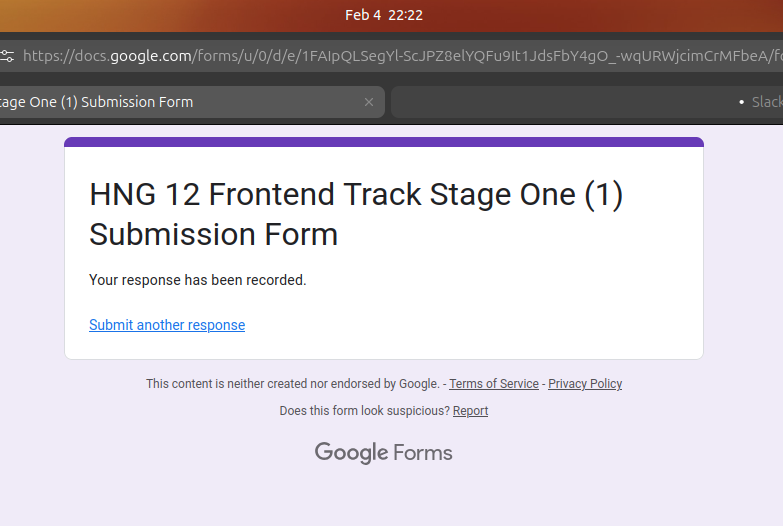 Feb 4 22:22
https://docs.google.com/forms/u/0/d/e/1FAIpQLSegYl-ScJPZ8elYQFu9It1JdsFbY4gO_-wqURWjcimCrMFbeA/fo
tage One (1) Submission Form
Slack
HNG 12 Frontend Track Stage One (1)
Submission Form
Your response has been recorded.
Submit another response
This content is neither created nor endorsed by Google. - Terms of Service - Privacy Policy
Does this form look suspicious? Report
Google Forms